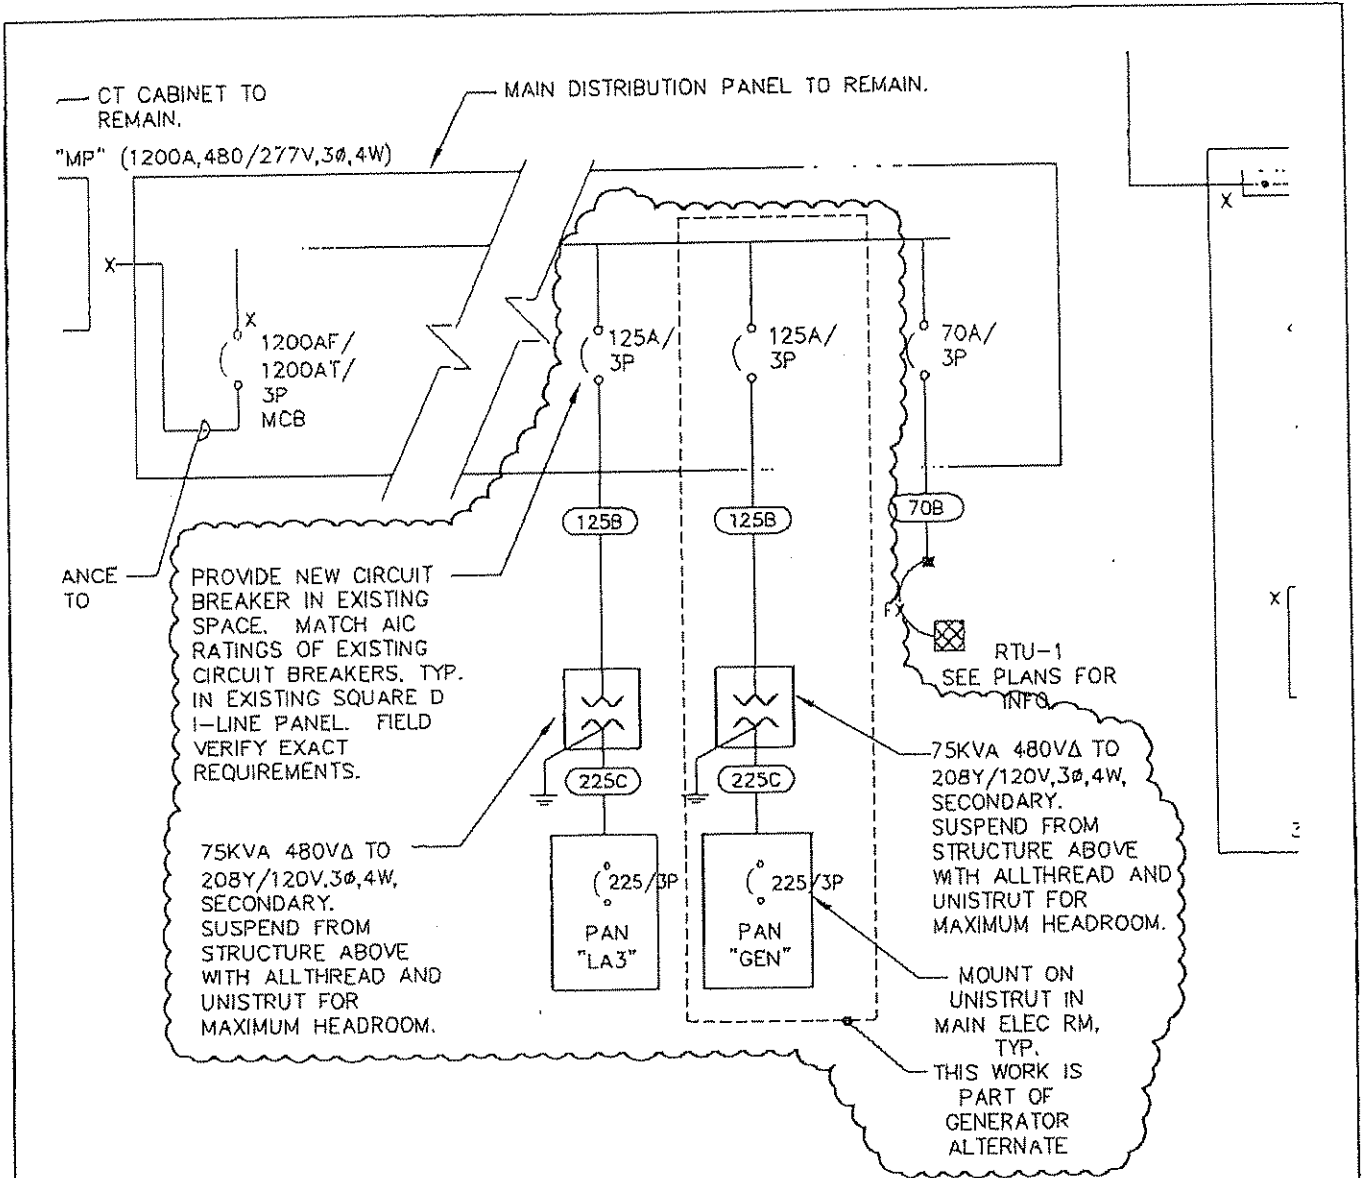 CT CABINET TO
REMAIN.
MAIN DISTRIBUTION PANEL TO REMAIN.
"MP" (1200A,480/277V,3ø,4W)
X
X
X
1200AF/
1200AT/
3P
MCB
125A/
3P
125A/
3P
70A/
3P
125B
125B
70B
ANCE
TO
PROVIDE NEW CIRCUIT
BREAKER IN EXISTING
SPACE. MATCH AIC
RATINGS OF EXISTING
CIRCUIT BREAKERS, TYP.
IN EXISTING SQUARE D
I-LINE PANEL. FIELD
VERIFY EXACT
REQUIREMENTS.
X
RTU-1
SEE PLANS FOR
INFO
225C
225C
75KVA 480VΔ TO
208Y/120V,3ø,4W,
SECONDARY.
SUSPEND FROM
STRUCTURE ABOVE
WITH ALLTHREAD AND
UNISTRUT FOR
MAXIMUM HEADROOM.
75KVA 480VΔ TO
208Y/120V,3ø,4W,
SECONDARY.
SUSPEND FROM
STRUCTURE ABOVE
WITH ALLTHREAD AND
UNISTRUT FOR
MAXIMUM HEADROOM.
225/3P
PAN
"LA3"
225/3P
PAN
"GEN"
MOUNT ON
UNISTRUT IN
MAIN ELEC RM,
TYP.
THIS WORK IS
PART OF
GENERATOR
ALTERNATE